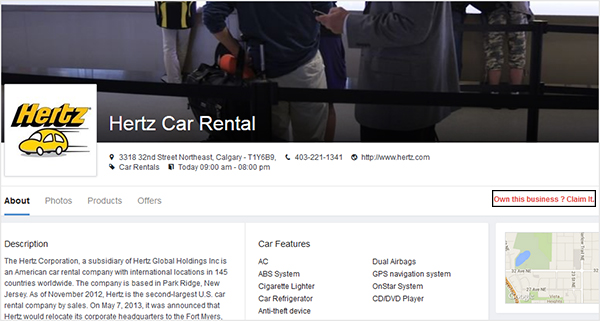 Hertz
Hertz Car Rental
3318 32nd Street Northeast, Calgary - T1Y6B9, 403-221-1341 http://www.hertz.com
Car Rentals Today 09:00 am - 08:00 pm
About Photos Products Offers
Own this business ? Claim It.
Description
The Hertz Corporation, a subsidiary of Hertz Global Holdings Inc is
an American car rental company with international locations in 145
countries worldwide. The company is based in Park Ridge, New
Jersey. As of November 2012, Hertz is the second-largest U.S. car
rental company by sales. On May 7, 2013, it was announced that
Hertz would relocate its corporate headquarters to the Fort Myers,
Car Features
AC
ABS System
Cigarette Lighter
Car Refrigerator
Anti-theft device
Dual Airbags
GPS navigation system
OnStar System
CD/DVD Player
32 Ave NE
32 Ave NE